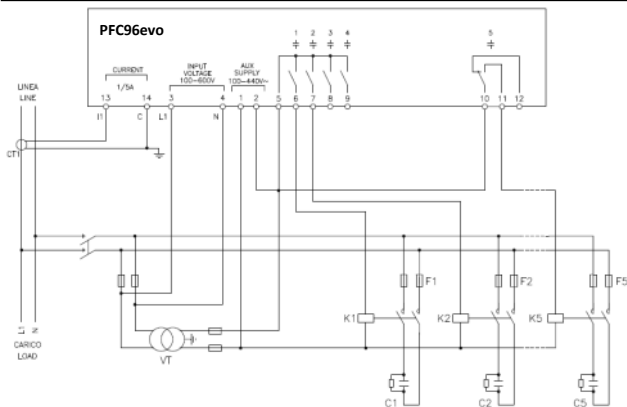 PFC96evo
1 2 3 4 5
CURRENT
1/5A
INPUT
VOLTAGE
100-600V
AUX
SUPPLY
100-440V~
13 14 3 4 1 2 5 6 7 8 9 10 11 12
I1 C L1 N
LINEA
LINE
CT1
F1 F2 F5
K1 K2 K5
L1 N
CARICO
LOAD
VT
C1 C2 C5